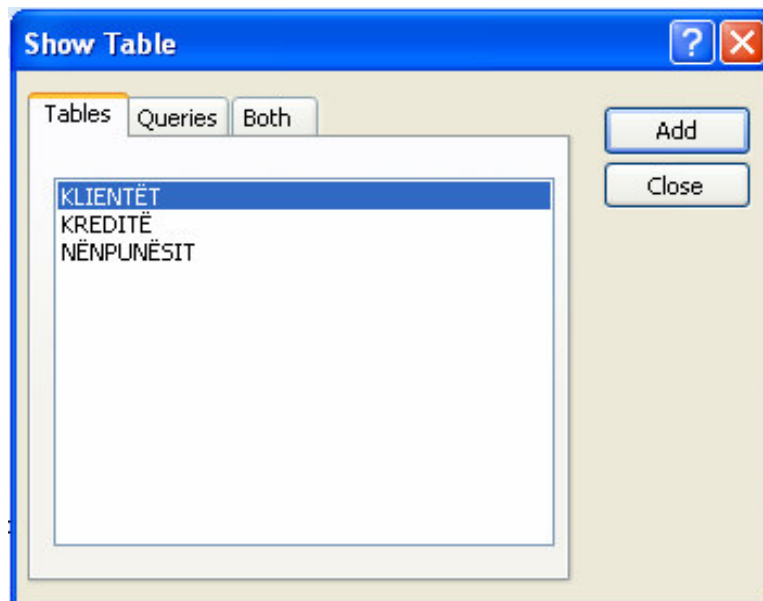 Show Table
Tables Queries Both
Add
Close
KLIENTËT
KREDITË
NËNPUNËSIT